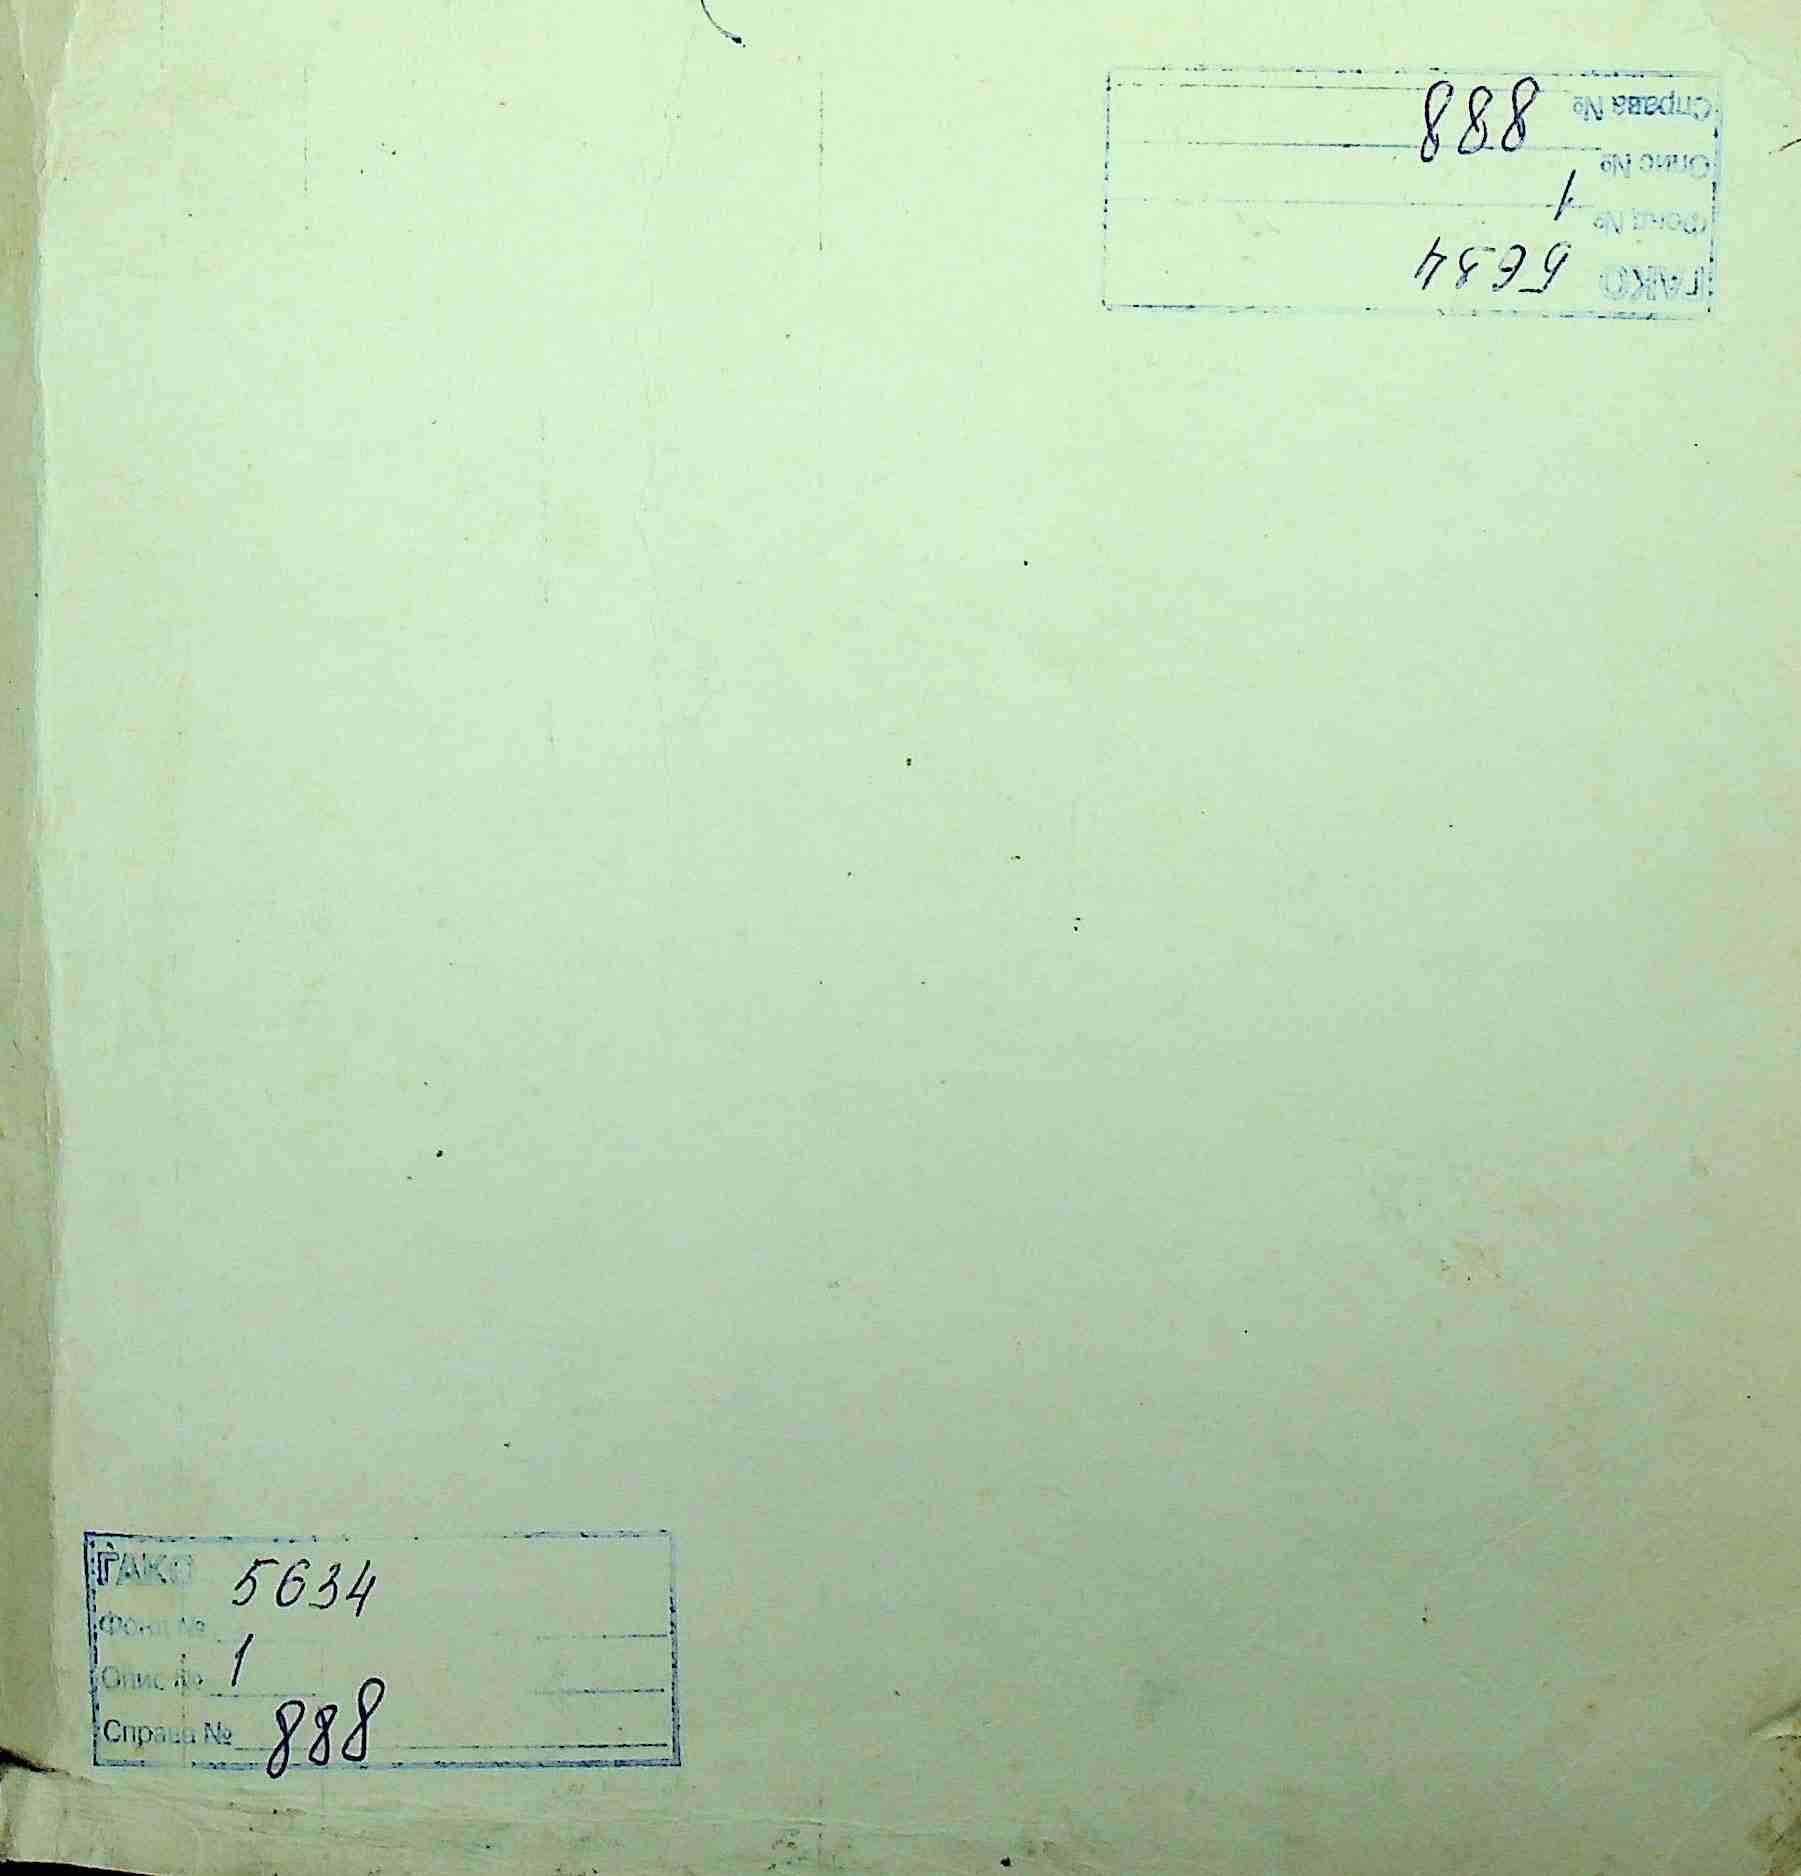 Справа № 888
Опис № 1
Фонд № 5634
ГАКО
ГАКО 5634
Фонд №
Опис № 1
Справа № 888